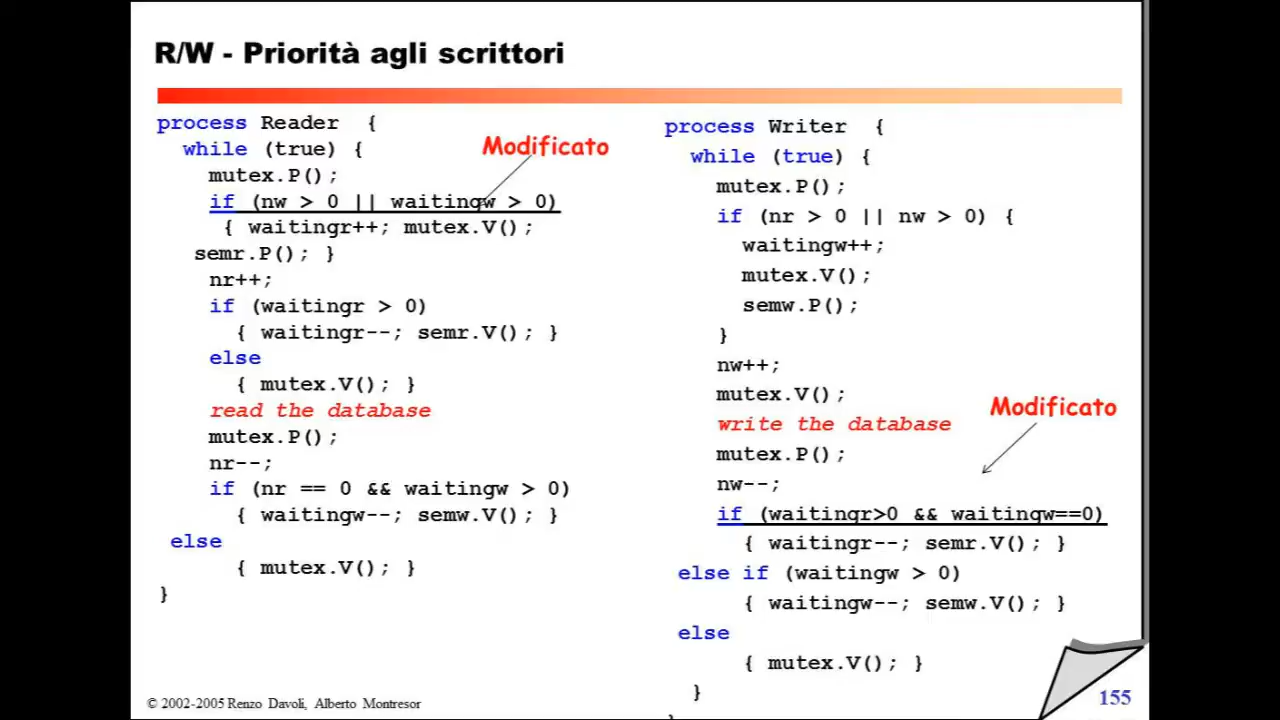 R/W - Priorità agli scrittori
process Reader {
while (true) {
mutex.P();
if (nw > 0 || waitingw > 0)
{ waitingr++; mutex.V();
semr.P(); }
nr++;
if (waitingr > 0)
{ waitingr--; semr.V(); }
else
{ mutex.V(); }
read the database
mutex.P();
nr--;
if (nr == 0 && waitingw > 0)
{ waitingw--; semw.V(); }
else
{ mutex.V(); }
}
Modificato
process Writer {
while (true) {
mutex.P();
if (nr > 0 || nw > 0) {
waitingw++;
mutex.V();
semw.P();
}
nw++;
mutex.V();
write the database
Modificato
mutex.P();
nw--;
if (waitingr>0 && waitingw==0)
{ waitingr--; semr.V(); }
else if (waitingw > 0)
{ waitingw--; semw.V(); }
else
{ mutex.V(); }
}
© 2002-2005 Renzo Davoli, Alberto Montresor
155